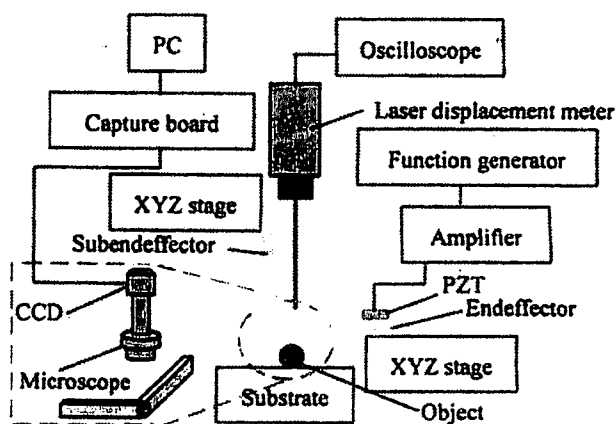 PC
Oscilloscope
Capture board
Laser displacement meter
Function generator
XYZ stage
Subendeffector
Amplifier
CCD
PZT
Endeffector
Microscope
XYZ stage
Substrate
Object